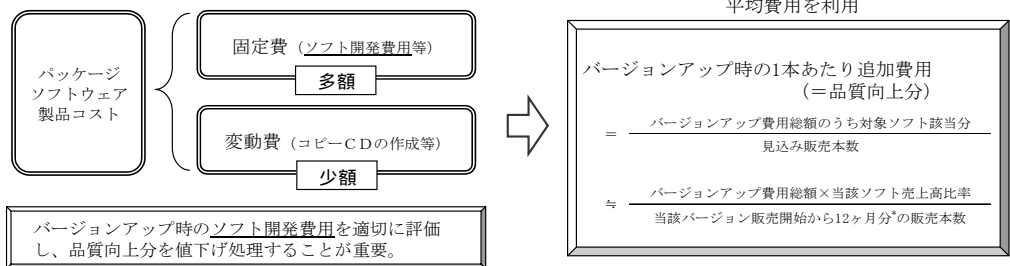 パッケージ
ソフトウェア
製品コスト
固定費（ソフト開発費用等）
多額
変動費（コピーＣＤの作成等）
少額
バージョンアップ時のソフト開発費用を適切に評価
し、品質向上分を値下げ処理することが重要。
平均費用を利用
バージョンアップ時の1本あたり追加費用
（＝品質向上分）
＝ バージョンアップ費用総額のうち対象ソフト該当分
見込み販売本数
≒ バージョンアップ費用総額×当該ソフト売上高比率
当該バージョン販売開始から12ヶ月分*の販売本数